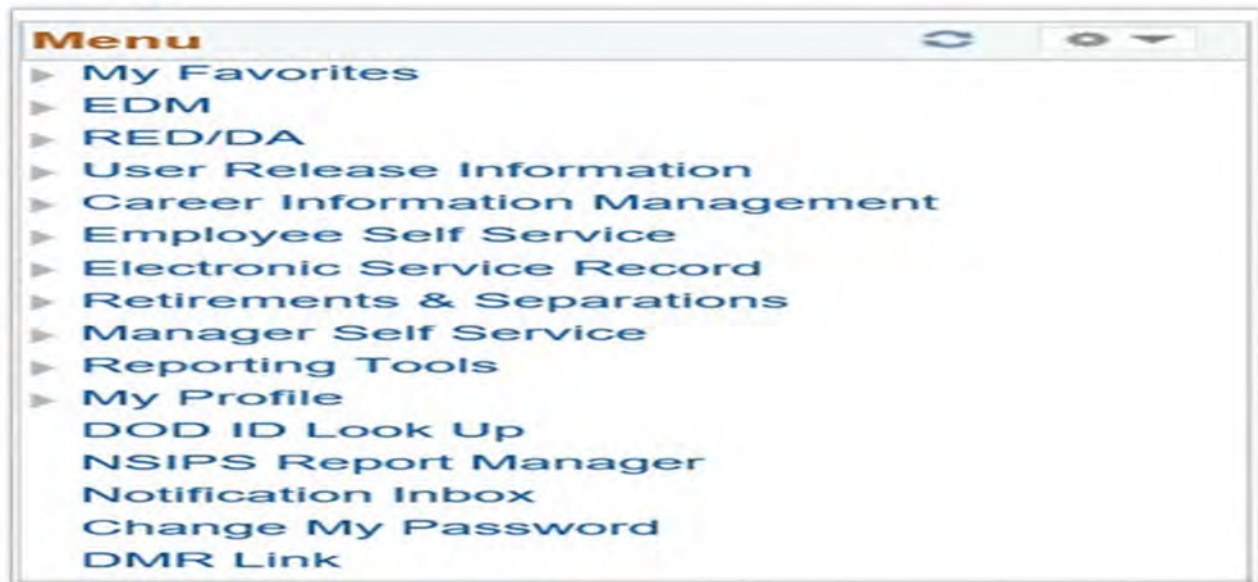 Menu
My Favorites
EDM
RED/DA
User Release Information
Career Information Management
Employee Self Service
Electronic Service Record
Retirements & Separations
Manager Self Service
Reporting Tools
My Profile
DOD ID Look Up
NSIPS Report Manager
Notification Inbox
Change My Password
DMR Link